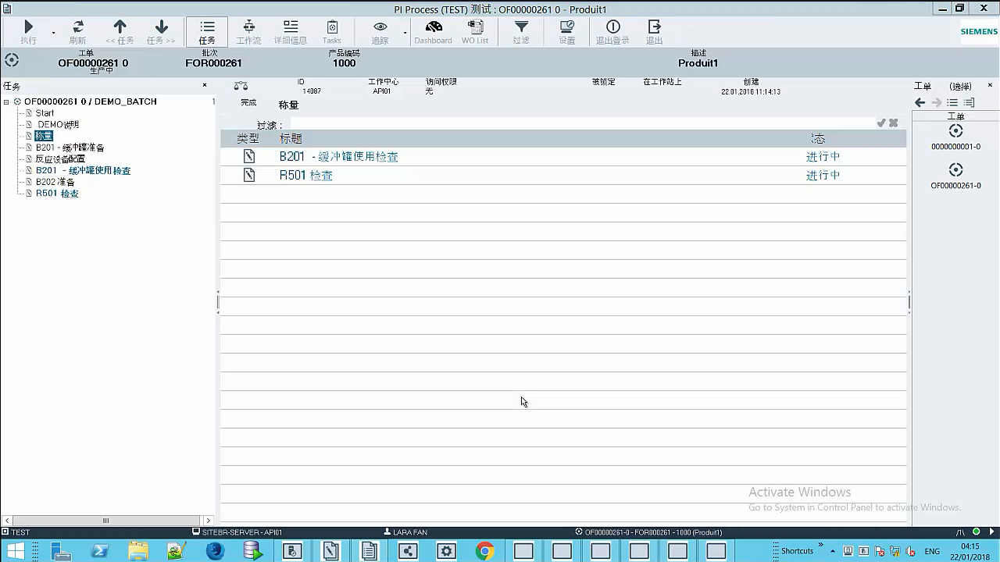 PI Process (TEST) 测试 : OF00000261 0 - Produit1
执行 刷新 << 任务 任务 >> 任务 工作流 详细信息 Tasks 追踪 Dashboard WO List 过滤 设置 退出登录 退出
SIEMENS
工单 批次 产品编码 描述
OF00000261 0 FOR000261 1000 Produit1
生产中
任务
ID 工作中心 访问权限 被锁定 在工作站上 创建
14087 API01 无 22.01.2018 11:14:13
工单 (选择)
OF00000261 0 / DEMO_BATCH 1
Start
DEMO说明
称量
B201 - 缓冲罐准备
反应设备配置
B201 - 缓冲罐使用检查
B202 准备
R501 检查
完成 称量
过滤 :
类型 标题 态
B201 - 缓冲罐使用检查 进行中
R501 检查 进行中
工单
0000000001-0
OF00000261-0
Activate Windows
Go to System in Control Panel to activate Windows.
TEST SITEBR-SERVER - API01 LARA FAN OF00000261-0 - FOR000261 - 1000 (Produit1) /1\
Shortcuts ENG 04:15
22/01/2018